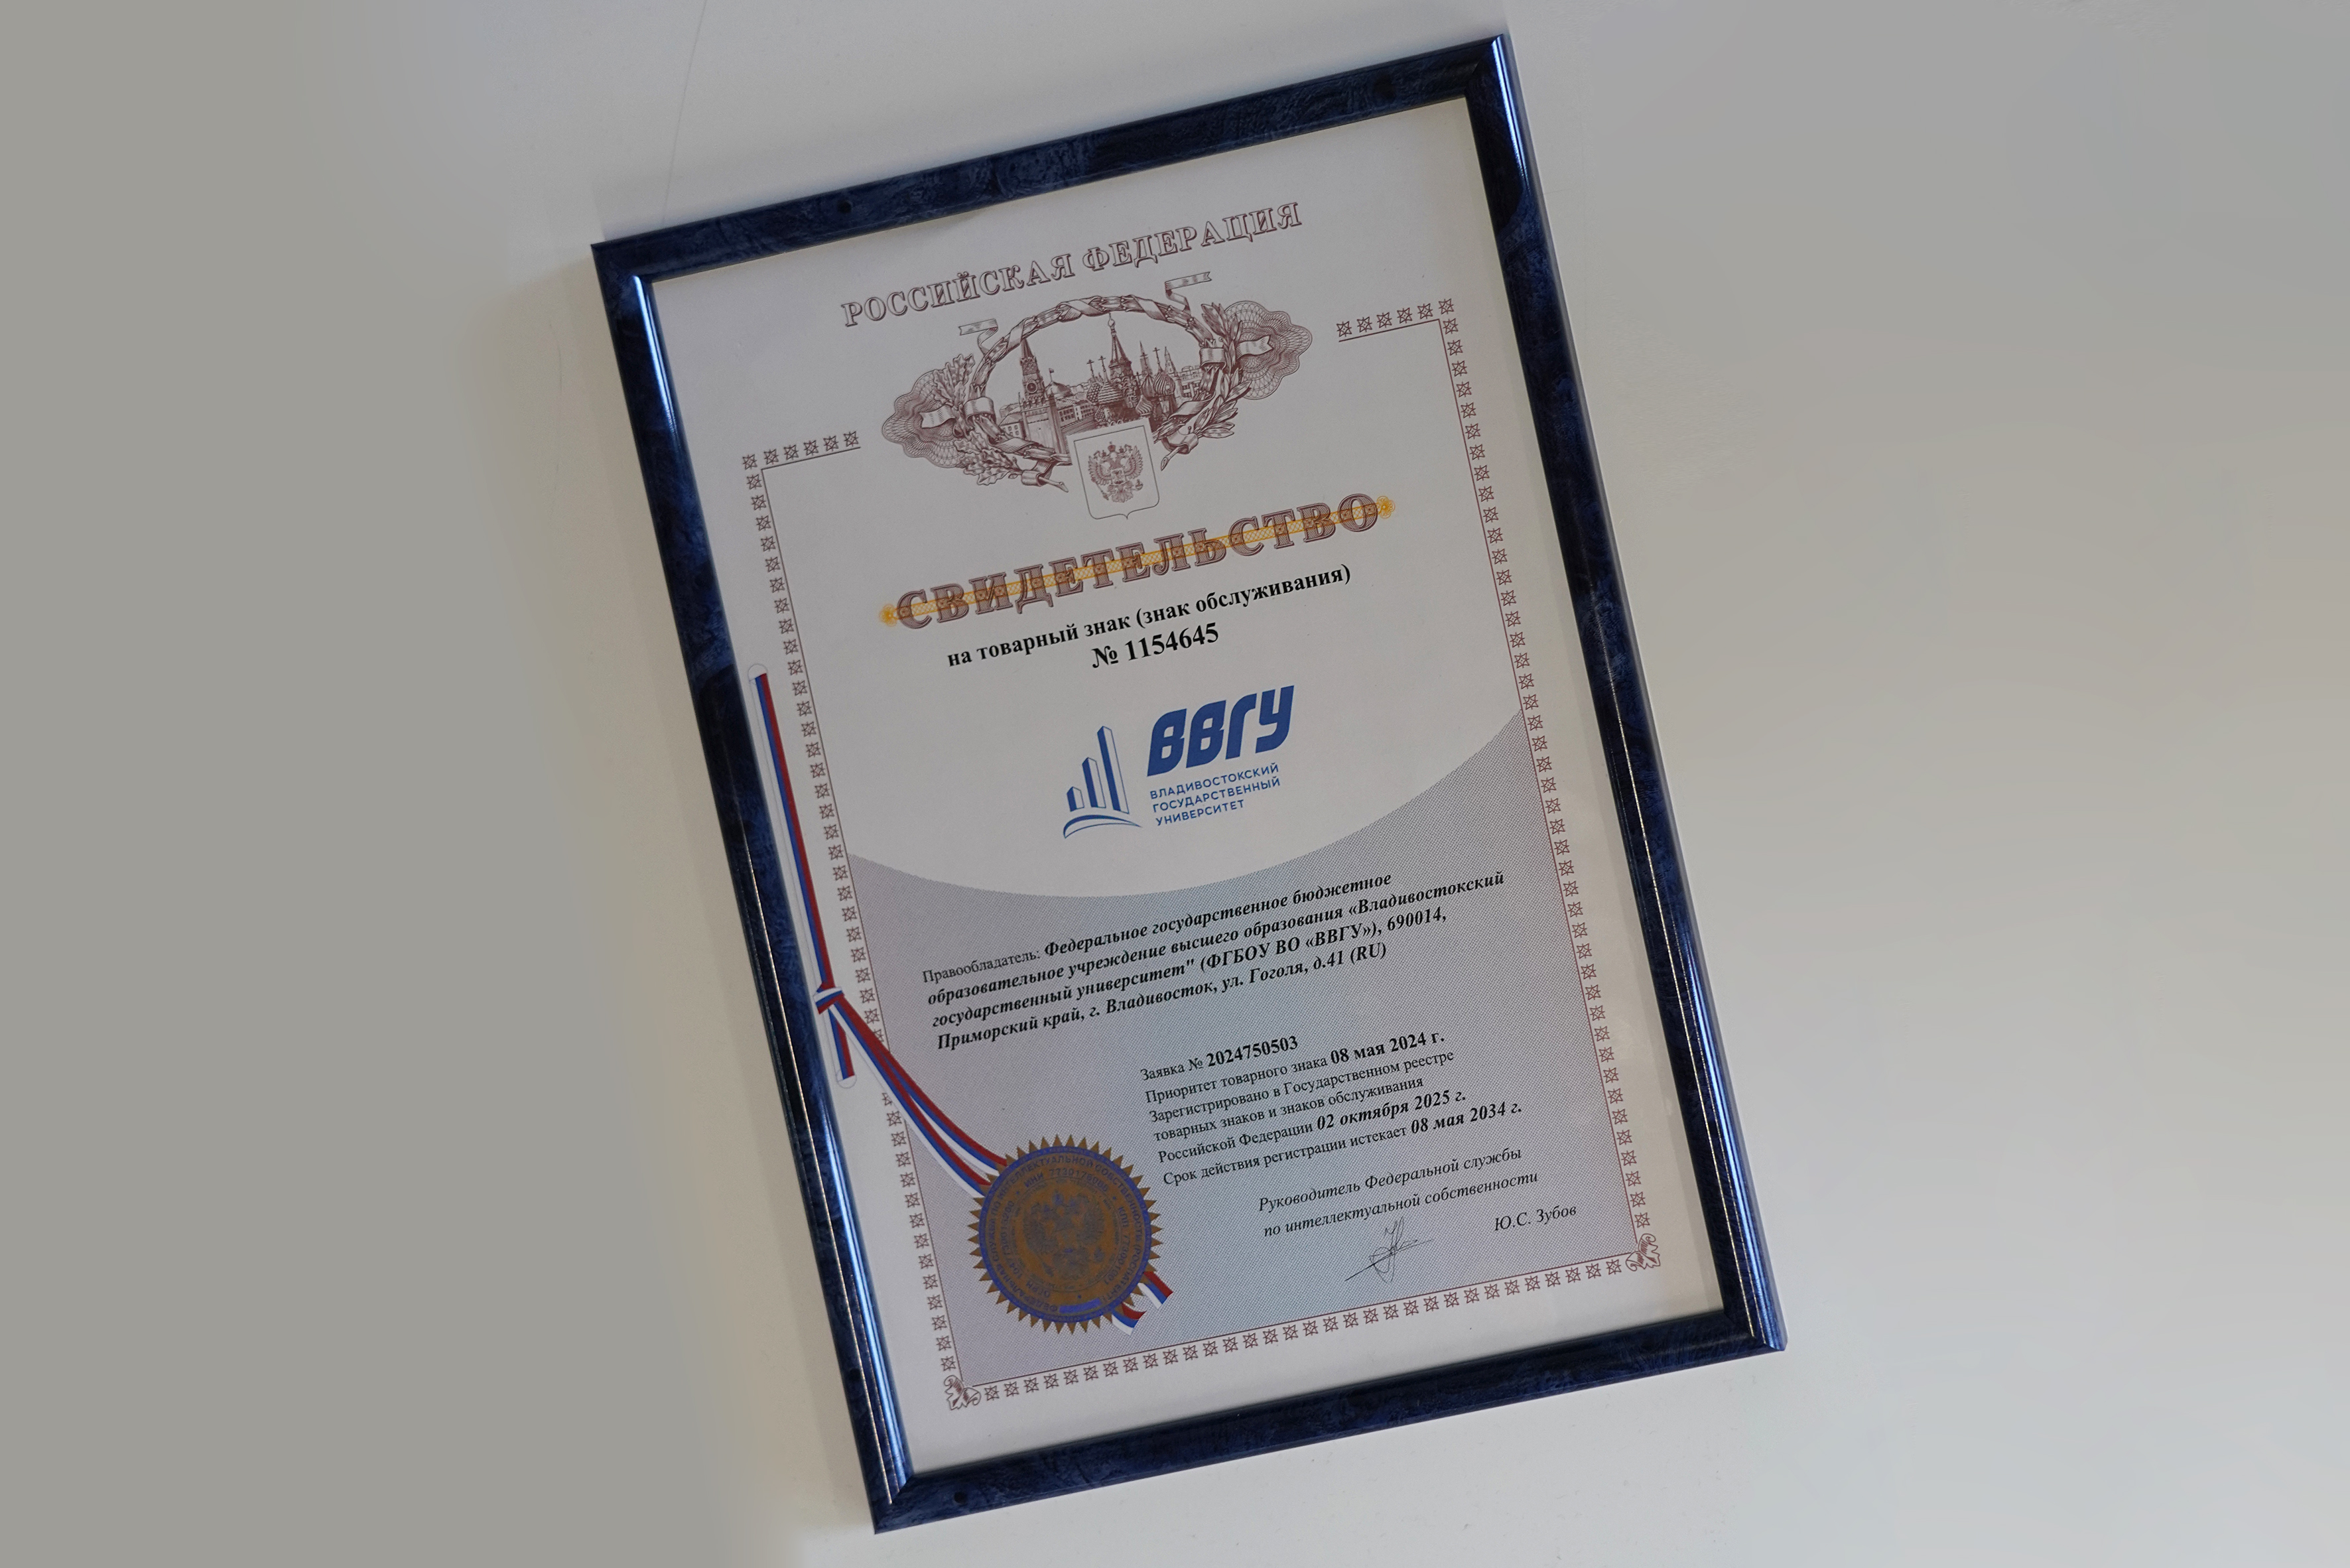 РОССИЙСКАЯ ФЕДЕРАЦИЯ
СВИДЕТЕЛЬСТВО
на товарный знак (знак обслуживания)
№ 1154645
ВВГУ
ВЛАДИВОСТОКСКИЙ
ГОСУДАРСТВЕННЫЙ
УНИВЕРСИТЕТ
Правообладатель: Федеральное государственное бюджетное
образовательное учреждение высшего образования «Владивостокский
государственный университет" (ФГБОУ ВО «ВВГУ»), 690014,
Приморский край, г. Владивосток, ул. Гоголя, д.41 (RU)
Заявка № 2024750503
Приоритет товарного знака 08 мая 2024 г.
Зарегистрировано в Государственном реестре
товарных знаков и знаков обслуживания
Российской Федерации 02 октября 2025 г.
Срок действия регистрации истекает 08 мая 2034 г.
Руководитель Федеральной службы
по интеллектуальной собственности
Ю.С. Зубов